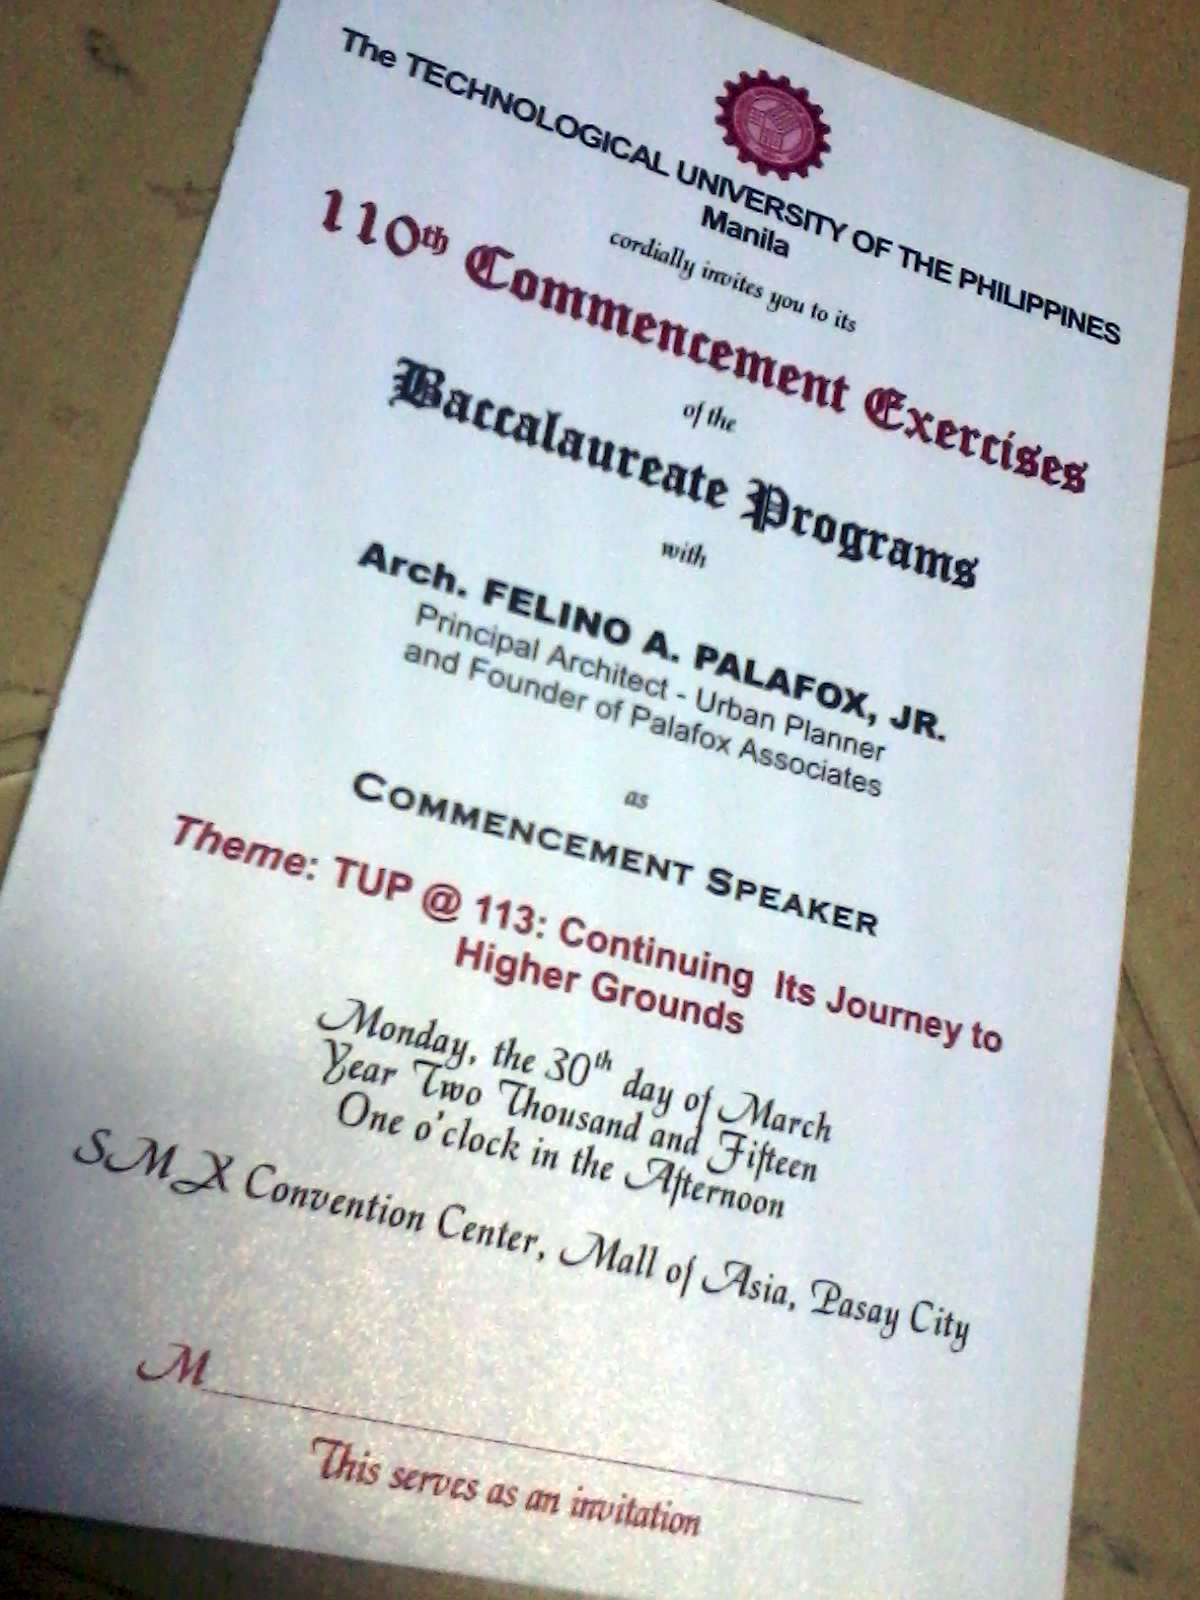 The TECHNOLOGICAL UNIVERSITY OF THE PHILIPPINES
Manila
cordially invites you to its
110th Commencement Exercises
of the
Baccalaureate Programs
with
Arch. FELINO A. PALAFOX, JR.
Principal Architect - Urban Planner
and Founder of Palafox Associates
as
COMMENCEMENT SPEAKER
Theme: TUP @ 113: Continuing Its Journey to
Higher Grounds
Monday, the 30th day of March
Year Two Thousand and Fifteen
One o'clock in the Afternoon
SMX Convention Center, Mall of Asia, Pasay City
M
This serves as an invitation